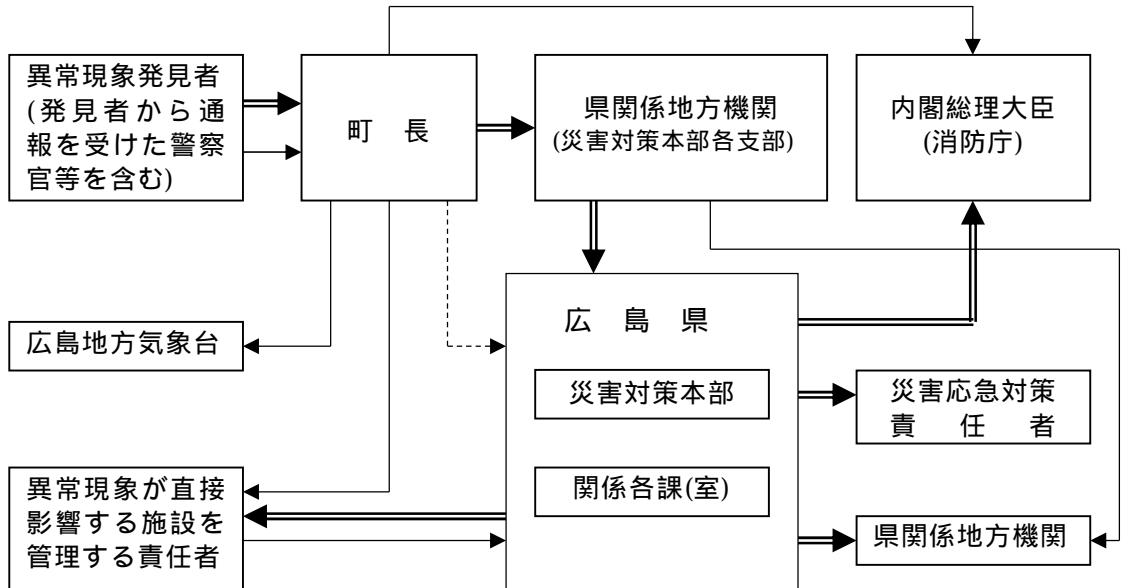 異常現象発見者
(発見者から通
報を受けた警察
官等を含む)
町 長
県関係地方機関
(災害対策本部各支部)
内閣総理大臣
(消防庁)
広島地方気象台
広 島 県
災害対策本部
関係各課(室)
災害応急対策
責 任 者
異常現象が直接
影響する施設を
管理する責任者
県関係地方機関